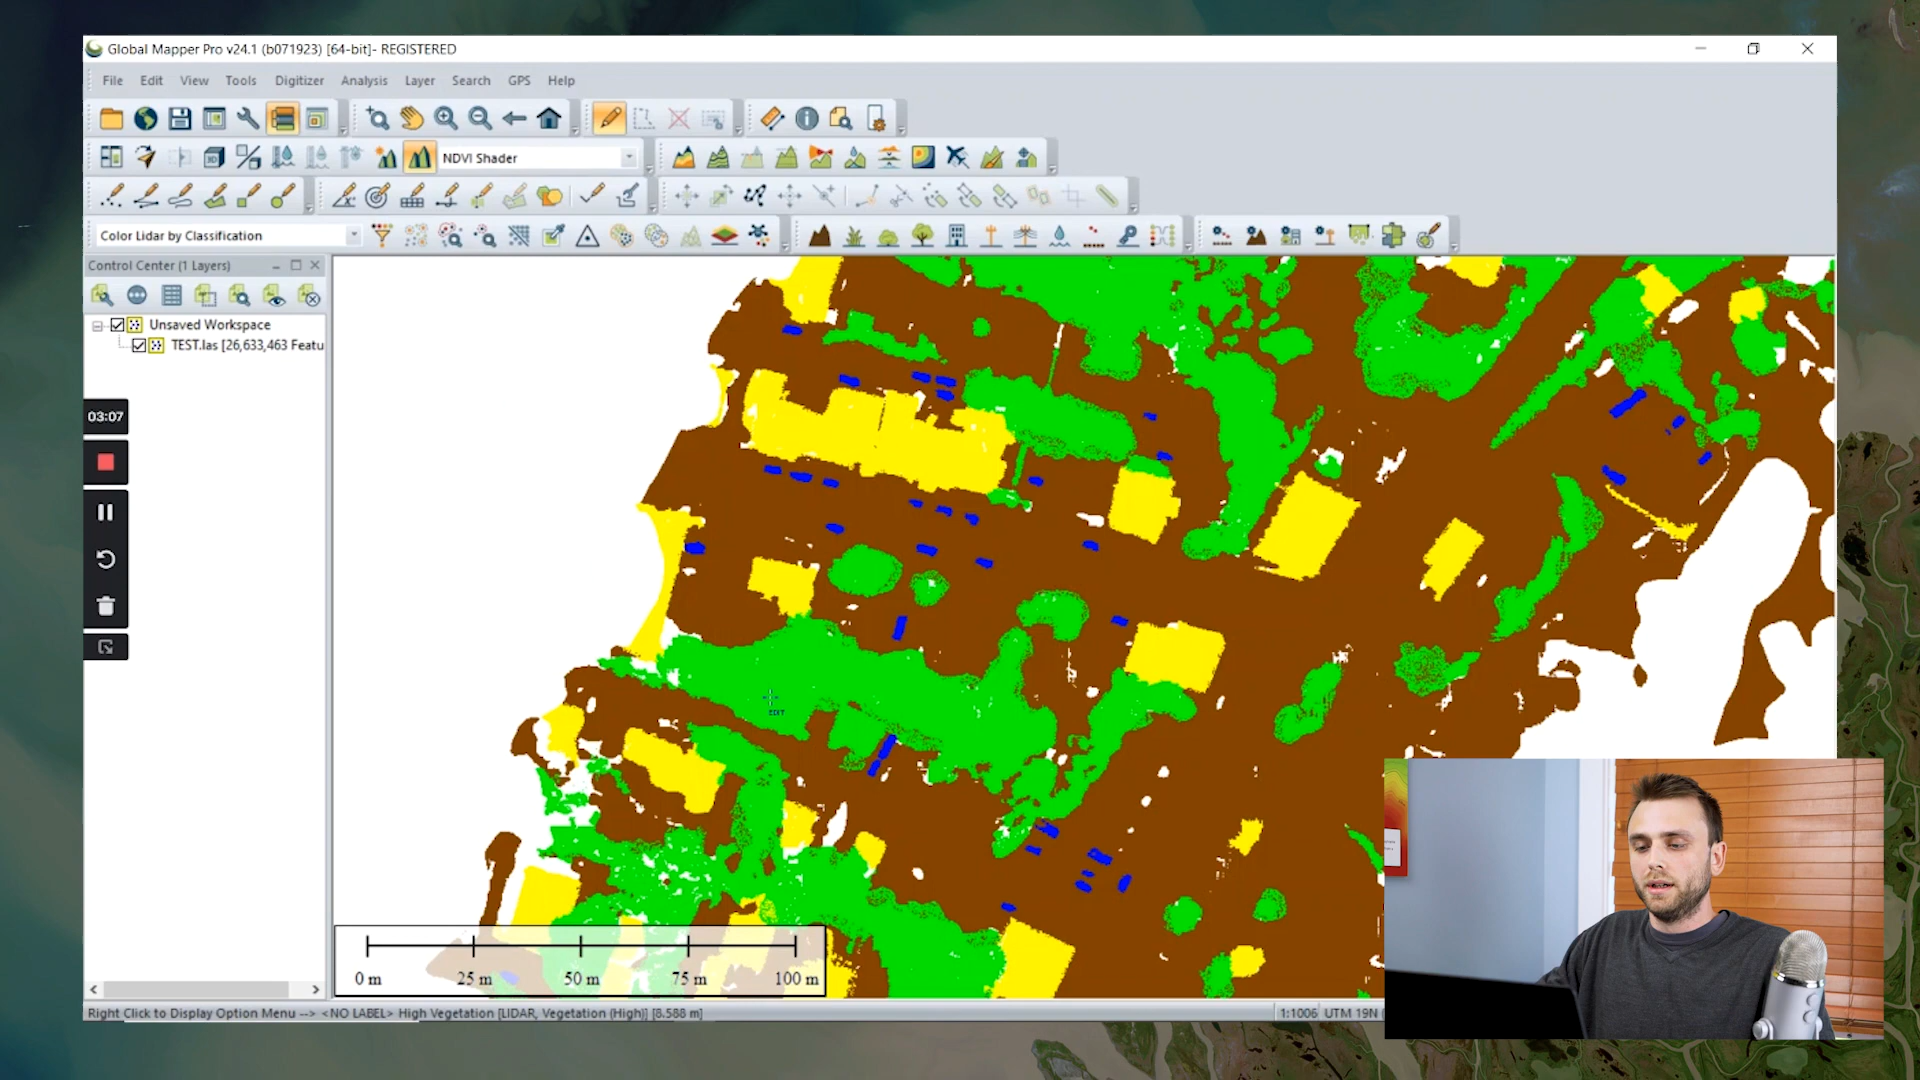 Global Mapper Pro v24.1 (b071923) [64-bit]- REGISTERED
File Edit View Tools Digitizer Analysis Layer Search GPS Help
NDVI Shader
Color Lidar by Classification
Control Center (1 Layers)
Unsaved Workspace
TEST.las [26,633,463 Featu
03:07
EDIT
0 m 25 m 50 m 75 m 100 m
Right Click to Display Option Menu --> <NO LABEL> High Vegetation [LIDAR, Vegetation (High)] [8.588 m]
1:1006 UTM 19N (